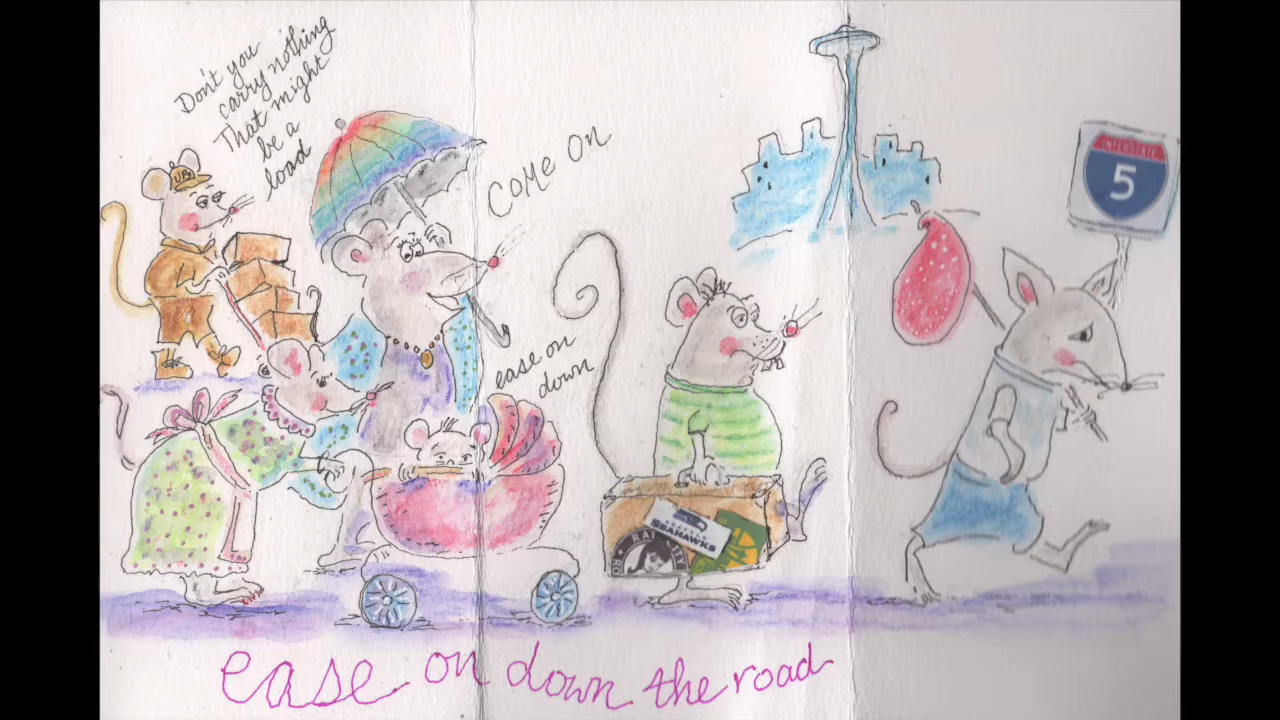 Don't you
carry nothing
That might
be a
load
UPS
COME ON
ease on
down
INTERSTATE
5
SEAHAWKS
ease on down the road